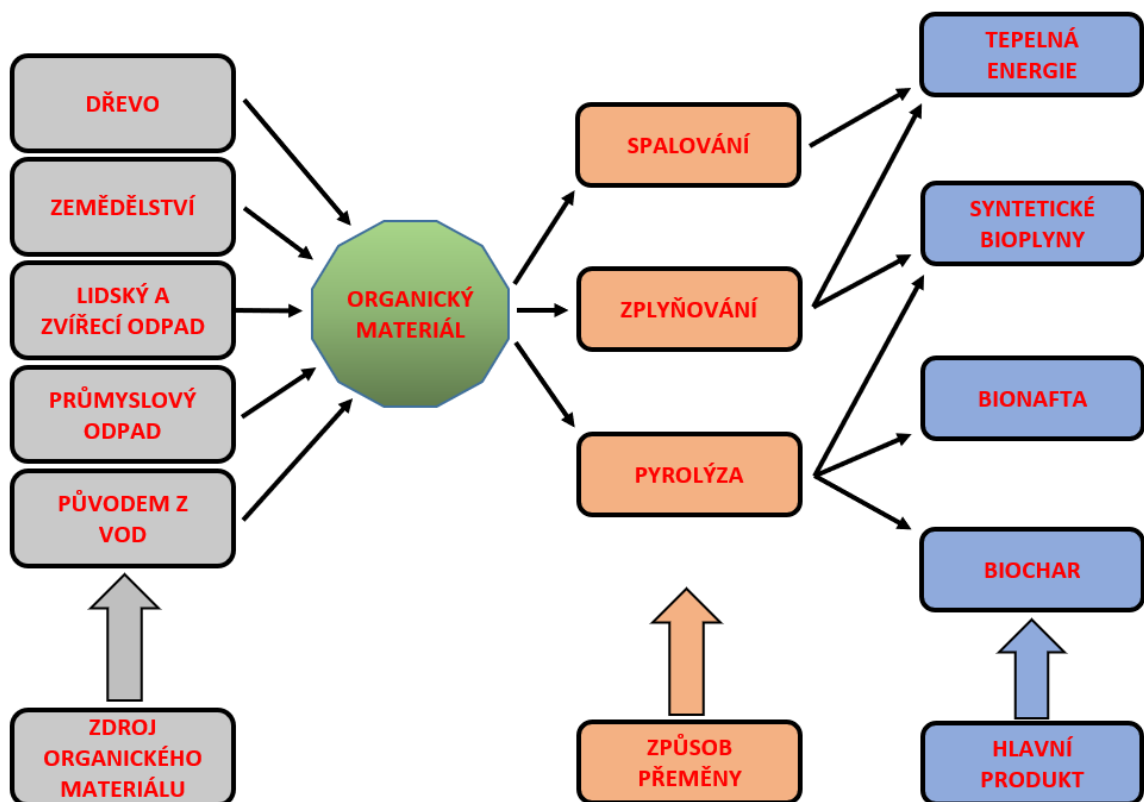 DŘEVO
ZEMĚDĚLSTVÍ
LIDSKÝ A
ZVÍŘECÍ ODPAD
PRŮMYSLOVÝ
ODPAD
PŮVODEM Z
VOD
ZDROJ
ORGANICKÉHO
MATERIÁLU
ORGANICKÝ
MATERIÁL
SPALOVÁNÍ
ZPLYŇOVÁNÍ
PYROLÝZA
ZPŮSOB
PŘEMĚNY
TEPELNÁ
ENERGIE
SYNTETICKÉ
BIOPLYNY
BIONAFTA
BIOCHAR
HLAVNÍ
PRODUKT